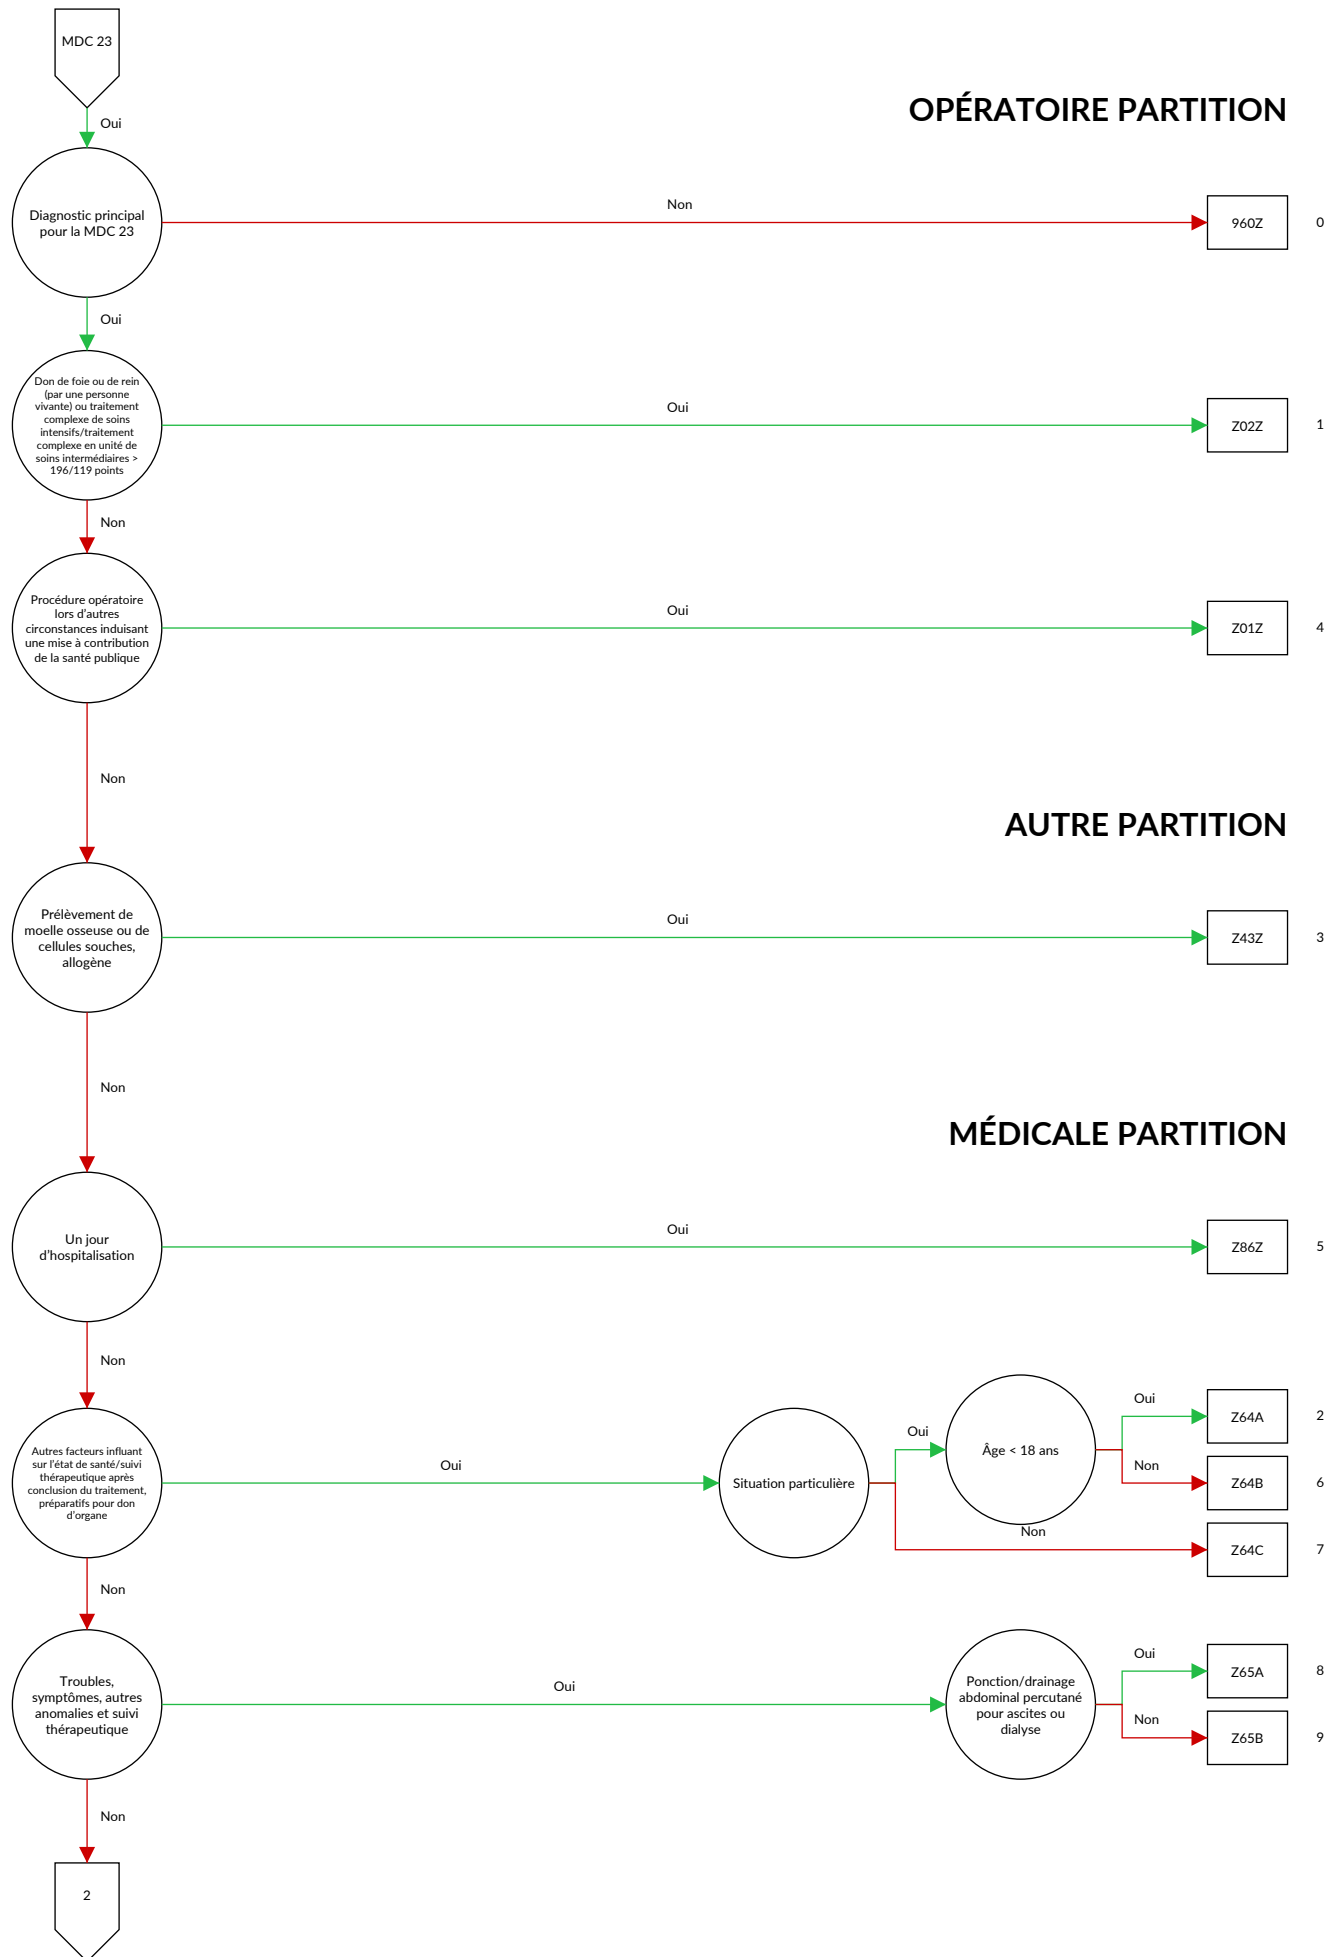 MDC 23
OPÉRATOIRE PARTITION
Oui
Diagnostic principal
pour la MDC 23
Non
960Z
0
Oui
Don de foie ou de rein
(par une personne
vivante) ou traitement
complexe de soins
intensifs/traitement
complexe en unité de
soins intermédiaires >
196/119 points
Oui
Z02Z
1
Non
Procédure opératoire
lors d'autres
circonstances induisant
une mise à contribution
de la santé publique
Oui
Z01Z
4
Non
AUTRE PARTITION
Prélèvement de
moelle osseuse ou de
cellules souches,
allogène
Oui
Z43Z
3
Non
MÉDICALE PARTITION
Un jour
d'hospitalisation
Oui
Z86Z
5
Non
Autres facteurs influant
sur l'état de santé/suivi
thérapeutique après
conclusion du traitement,
préparatifs pour don
d'organe
Oui
Situation particulière
Oui
Âge < 18 ans
Oui
Z64A
2
Non
Z64B
6
Non
Z64C
7
Non
Troubles,
symptômes, autres
anomalies et suivi
thérapeutique
Oui
Ponction/drainage
abdominal percutané
pour ascites ou
dialyse
Oui
Z65A
8
Non
Z65B
9
Non
2